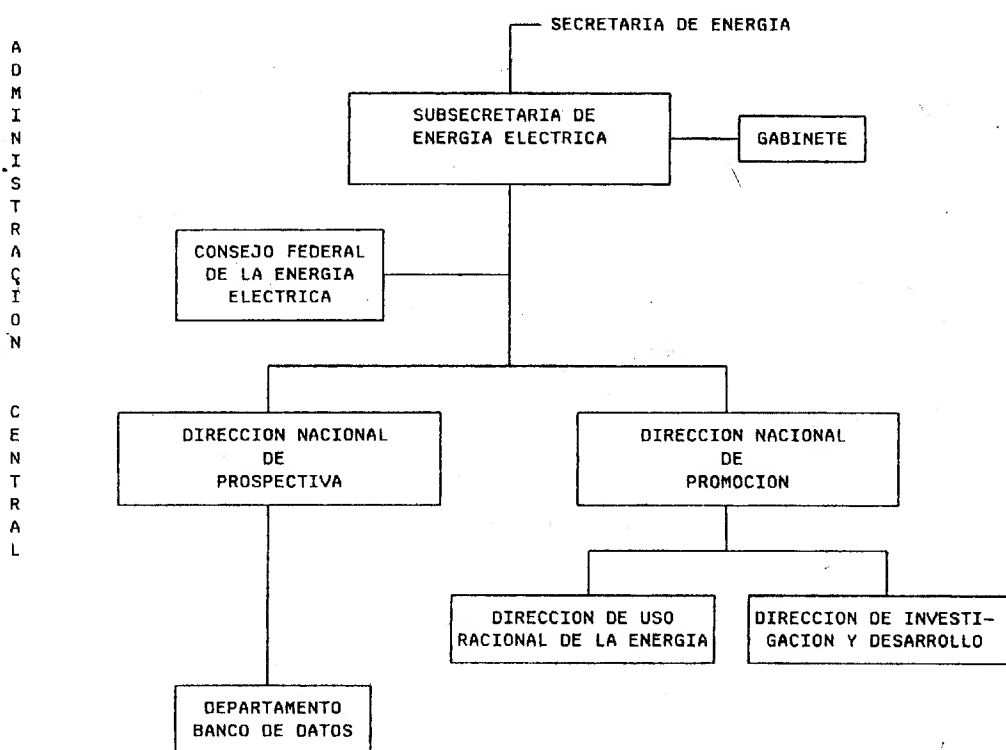 SECRETARIA DE ENERGIA
ADMINISTRACION CENTRAL
SUBSECRETARIA DE
ENERGIA ELECTRICA
GABINETE
CONSEJO FEDERAL
DE LA ENERGIA
ELECTRICA
DIRECCION NACIONAL
DE
PROSPECTIVA
DIRECCION NACIONAL
DE
PROMOCION
DIRECCION DE USO
RACIONAL DE LA ENERGIA
DIRECCION DE INVESTI-
GACION Y DESARROLLO
DEPARTAMENTO
BANCO DE DATOS